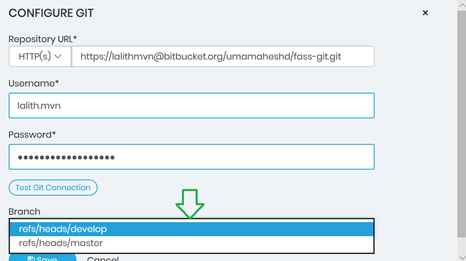 CONFIGURE GIT
×
Repository URL*
HTTP(s) https://lalithmvn@bitbucket.org/umamaheshd/fass-git.git
Username*
lalith.mvn
Password*
••••••••••••••••••
Test Git Connection
Branch
refs/heads/develop
refs/heads/master
Save Cancel